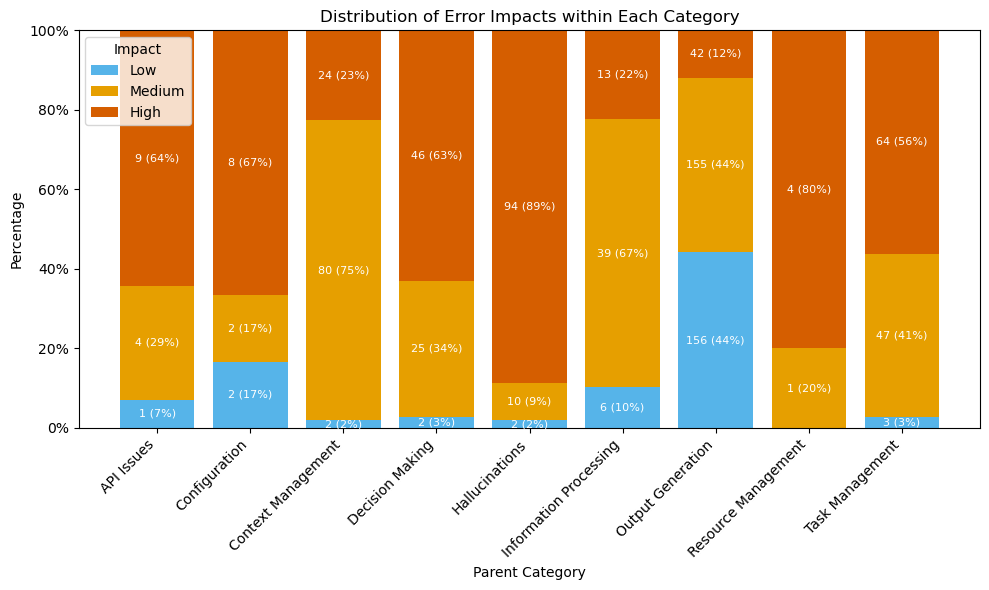 Distribution of Error Impacts within Each Category
Impact
Low
Medium
High
Percentage
100%
80%
60%
40%
20%
0%
9 (64%)
4 (29%)
1 (7%)
8 (67%)
2 (17%)
2 (17%)
24 (23%)
80 (75%)
2 (2%)
46 (63%)
25 (34%)
2 (3%)
94 (89%)
10 (9%)
2 (2%)
13 (22%)
39 (67%)
6 (10%)
42 (12%)
155 (44%)
156 (44%)
4 (80%)
1 (20%)
64 (56%)
47 (41%)
3 (3%)
API Issues
Configuration
Context Management
Decision Making
Hallucinations
Information Processing
Output Generation
Resource Management
Task Management
Parent Category